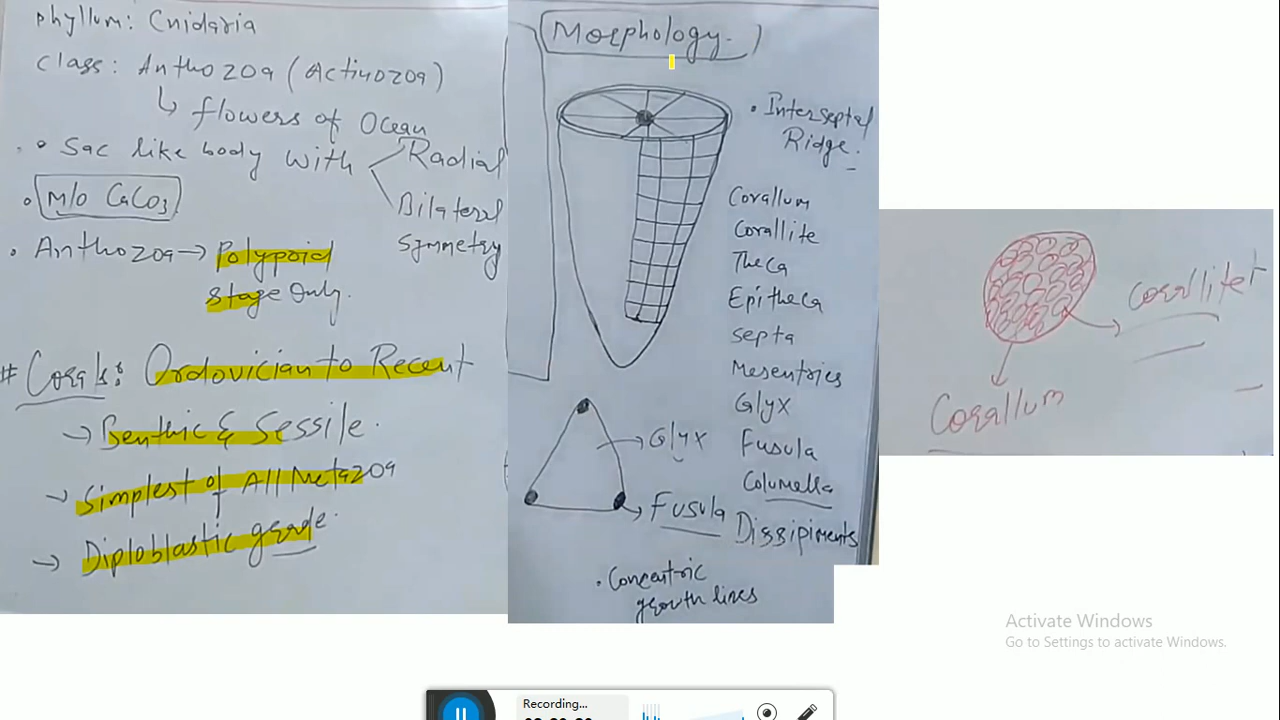 phyllum: Cnidaria
class: Anthozoa (Actinozoa)
↳ flowers of Ocean
• Sac like body with
Radial
Bilateral
Symmetry
• M/o CaCO3
• Anthozoa → Polypoid
Stage Only.
# Corals: Ordovician to Recent
→ Benthic & Sessile.
→ Simplest of All Metazoa
→ Diploblastic grade.
Morphology
• Interseptal
Ridge.
Corallum
Corallite
Theca
Epitheca
Septa
Mesentries
Glyx
Fusula
Columella
Dissipiments
Glyx
Fusula
• Concentric
growth lines
Corallum
Activate Windows
Go to Settings to activate Windows.
Recording...